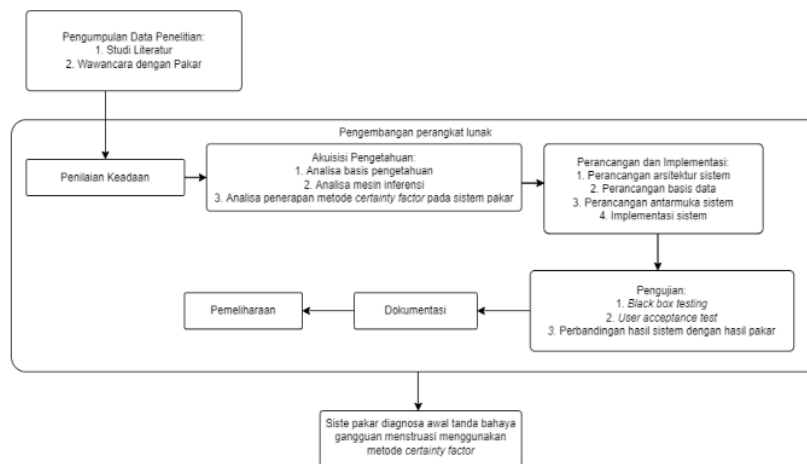 Pengumpulan Data Penelitian:
1. Studi Literatur
2. Wawancara dengan Pakar
Pengembangan perangkat lunak
Penilaian Keadaan
Akuisisi Pengetahuan:
1. Analisa basis pengetahuan
2. Analisa mesin inferensi
3. Analisa penerapan metode certainty factor pada sistem pakar
Perancangan dan Implementasi:
1. Perancangan arsitektur sistem
2. Perancangan basis data
3. Perancangan antarmuka sistem
4. Implementasi sistem
Pengujian:
1. Black box testing
2. User acceptance test
3. Perbandingan hasil sistem dengan hasil pakar
Dokumentasi
Pemeliharaan
Siste pakar diagnosa awal tanda bahaya
gangguan menstruasi menggunakan
metode certainty factor